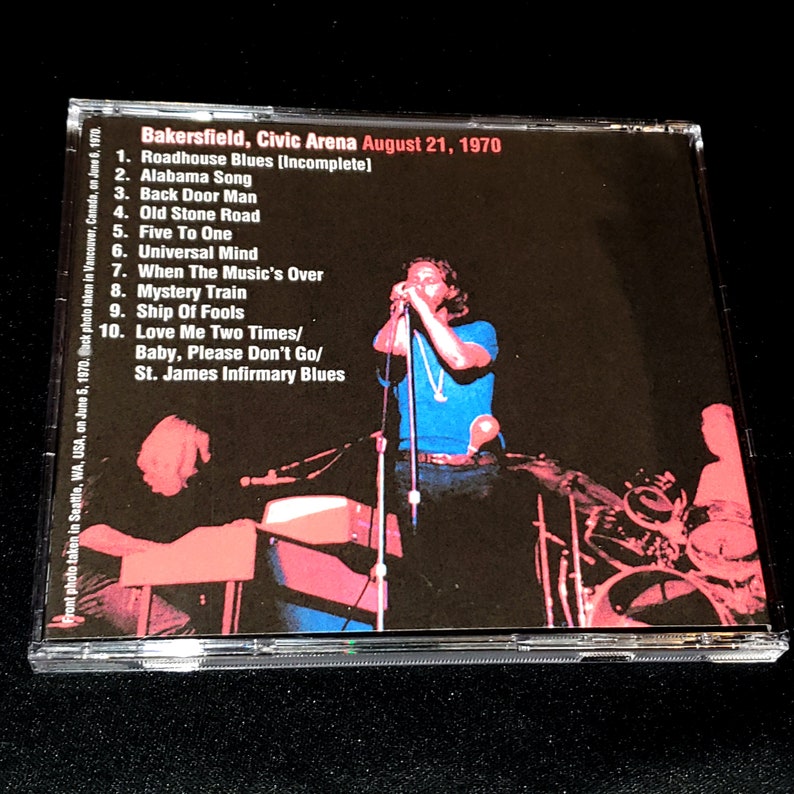 Bakersfield, Civic Arena August 21, 1970
1. Roadhouse Blues [Incomplete]
2. Alabama Song
3. Back Door Man
4. Old Stone Road
5. Five To One
6. Universal Mind
7. When The Music's Over
8. Mystery Train
9. Ship Of Fools
10. Love Me Two Times/
Baby, Please Don't Go/
St. James Infirmary Blues
Front photo taken in Seattle, WA, USA, on June 5, 1970. Back photo taken in Vancouver, Canada, on June 6, 1970.